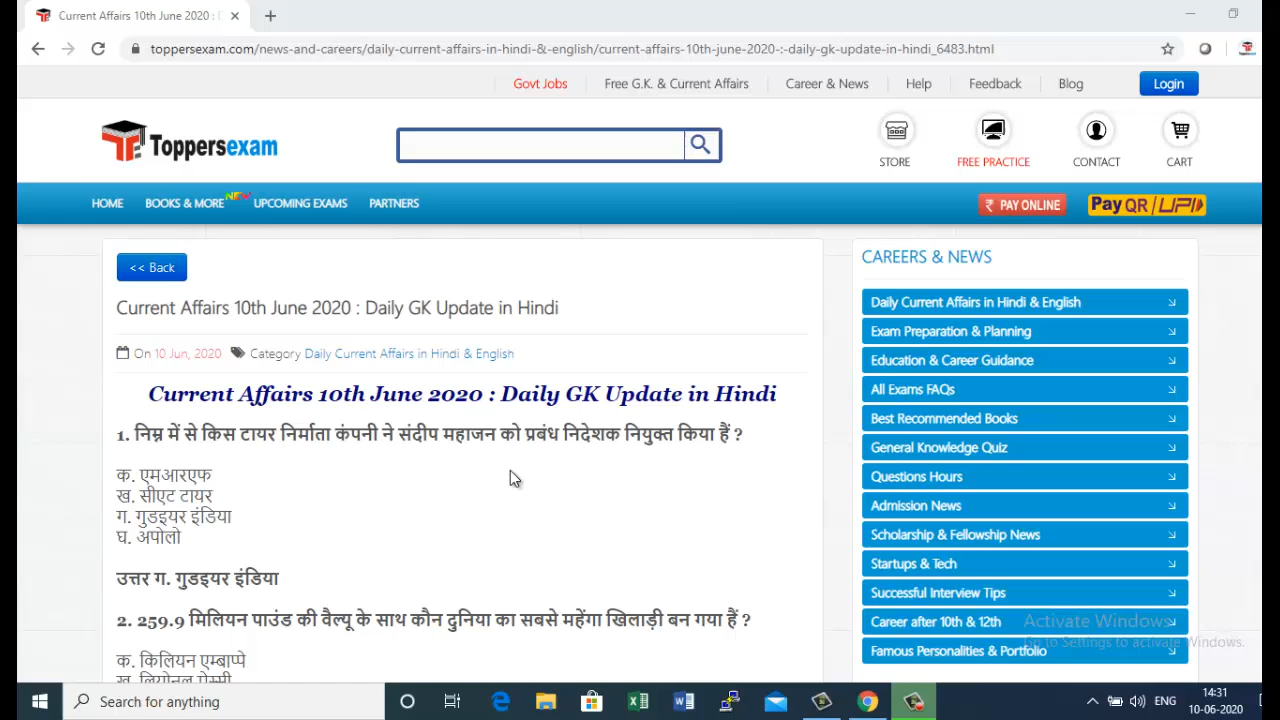 Current Affairs 10th June 2020 : D
toppersexam.com/news-and-careers/daily-current-affairs-in-hindi-&-english/current-affairs-10th-june-2020-:-daily-gk-update-in-hindi_6483.html
Govt Jobs Free G.K. & Current Affairs Career & News Help Feedback Blog Login
Toppersexam
STORE FREE PRACTICE CONTACT CART
HOME BOOKS & MORE NEW UPCOMING EXAMS PARTNERS ₹ PAY ONLINE Pay QR UPI
<< Back
Current Affairs 10th June 2020 : Daily GK Update in Hindi
On 10 Jun, 2020 Category Daily Current Affairs in Hindi & English
Current Affairs 10th June 2020 : Daily GK Update in Hindi
1. निम्न में से किस टायर निर्माता कंपनी ने संदीप महाजन को प्रबंध निदेशक नियुक्त किया हैं ?
क. एमआरएफ
ख. सीएट टायर
ग. गुडइयर इंडिया
घ. अपोलो
उत्तर ग. गुडइयर इंडिया
2. 259.9 मिलियन पाउंड की वैल्यू के साथ कौन दुनिया का सबसे महेंगा खिलाड़ी बन गया हैं ?
क. किलियन एम्बाप्पे
CAREERS & NEWS
Daily Current Affairs in Hindi & English
Exam Preparation & Planning
Education & Career Guidance
All Exams FAQs
Best Recommended Books
General Knowledge Quiz
Questions Hours
Admission News
Scholarship & Fellowship News
Startups & Tech
Successful Interview Tips
Career after 10th & 12th
Famous Personalities & Portfolio
Activate Windows
Go to Settings to activate Windows.
Search for anything
ENG
14:31
10-06-2020